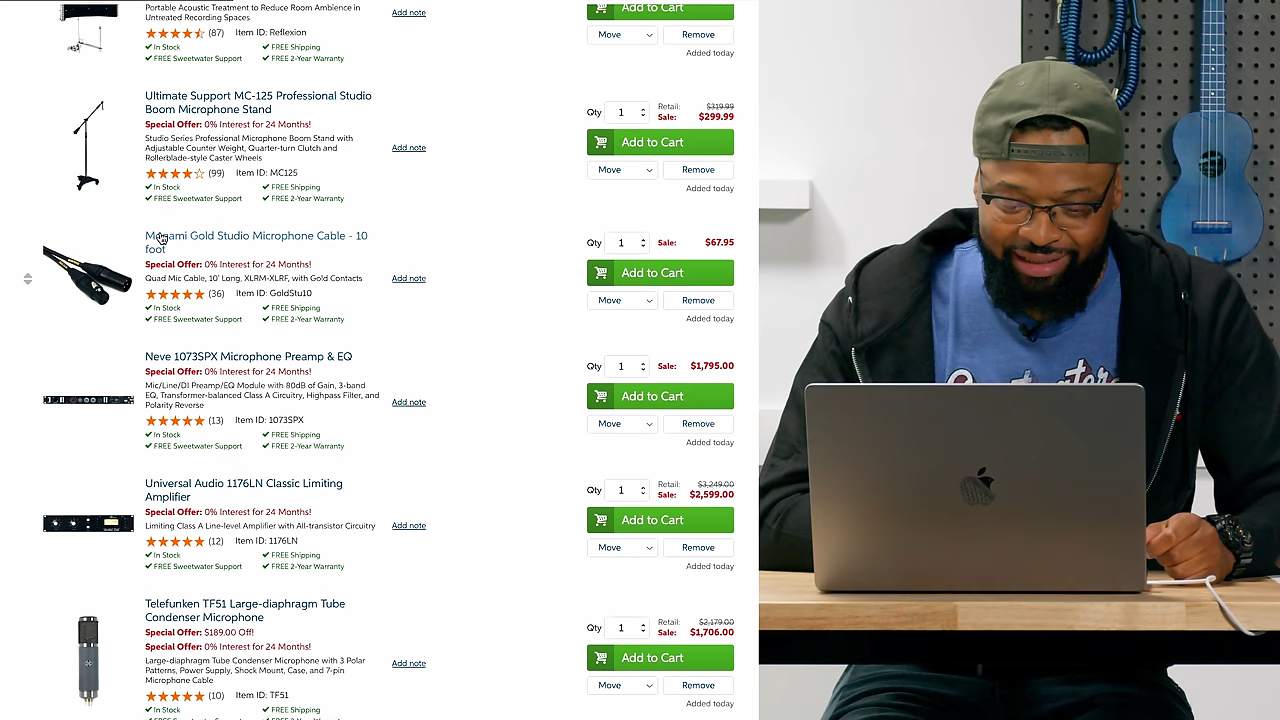 Portable Acoustic Treatment to Reduce Room Ambience in
Untreated Recording Spaces
(87) Item ID: Reflexion
In Stock FREE Shipping
FREE Sweetwater Support FREE 2-Year Warranty
Add note
Add to Cart
Move Remove
Added today
Ultimate Support MC-125 Professional Studio
Boom Microphone Stand
Special Offer: 0% Interest for 24 Months!
Studio Series Professional Microphone Boom Stand with
Adjustable Counter Weight, Quarter-turn Clutch and
Rollerblade-style Caster Wheels
(99) Item ID: MC125
In Stock FREE Shipping
FREE Sweetwater Support FREE 2-Year Warranty
Add note
Qty 1 Retail: $319.99
Sale: $299.99
Add to Cart
Move Remove
Added today
Gold Studio Microphone Cable - 10
foot
Special Offer: 0% Interest for 24 Months!
Quad Mic Cable, 10' Long, XLRM-XLRF, with Gold Contacts
(36) Item ID: GoldStu10
In Stock FREE Shipping
FREE Sweetwater Support FREE 2-Year Warranty
Add note
Qty 1 Sale: $67.95
Add to Cart
Move Remove
Added today
Neve 1073SPX Microphone Preamp & EQ
Special Offer: 0% Interest for 24 Months!
Mic/Line/DI Preamp/EQ Module with 80dB of Gain, 3-band
EQ, Transformer-balanced Class A Circuitry, Highpass Filter, and
Polarity Reverse
(13) Item ID: 1073SPX
In Stock FREE Shipping
FREE Sweetwater Support FREE 2-Year Warranty
Add note
Qty 1 Sale: $1,795.00
Add to Cart
Move Remove
Added today
Universal Audio 1176LN Classic Limiting
Amplifier
Special Offer: 0% Interest for 24 Months!
Limiting Class A Line-level Amplifier with All-transistor Circuitry
(12) Item ID: 1176LN
In Stock FREE Shipping
FREE Sweetwater Support FREE 2-Year Warranty
Add note
Qty 1 Retail: $3,249.00
Sale: $2,599.00
Add to Cart
Move Remove
Added today
Telefunken TF51 Large-diaphragm Tube
Condenser Microphone
Special Offer: $189.00 Off!
Special Offer: 0% Interest for 24 Months!
Large-diaphragm Tube Condenser Microphone with 3 Polar
Patterns, Power Supply, Shock Mount, Case, and 7-pin
Microphone Cable
(10) Item ID: TF51
In Stock FREE Shipping
FREE Sweetwater Support FREE 2-Year Warranty
Add note
Qty 1 Retail: $2,179.00
Sale: $1,706.00
Add to Cart
Move Remove
Added today